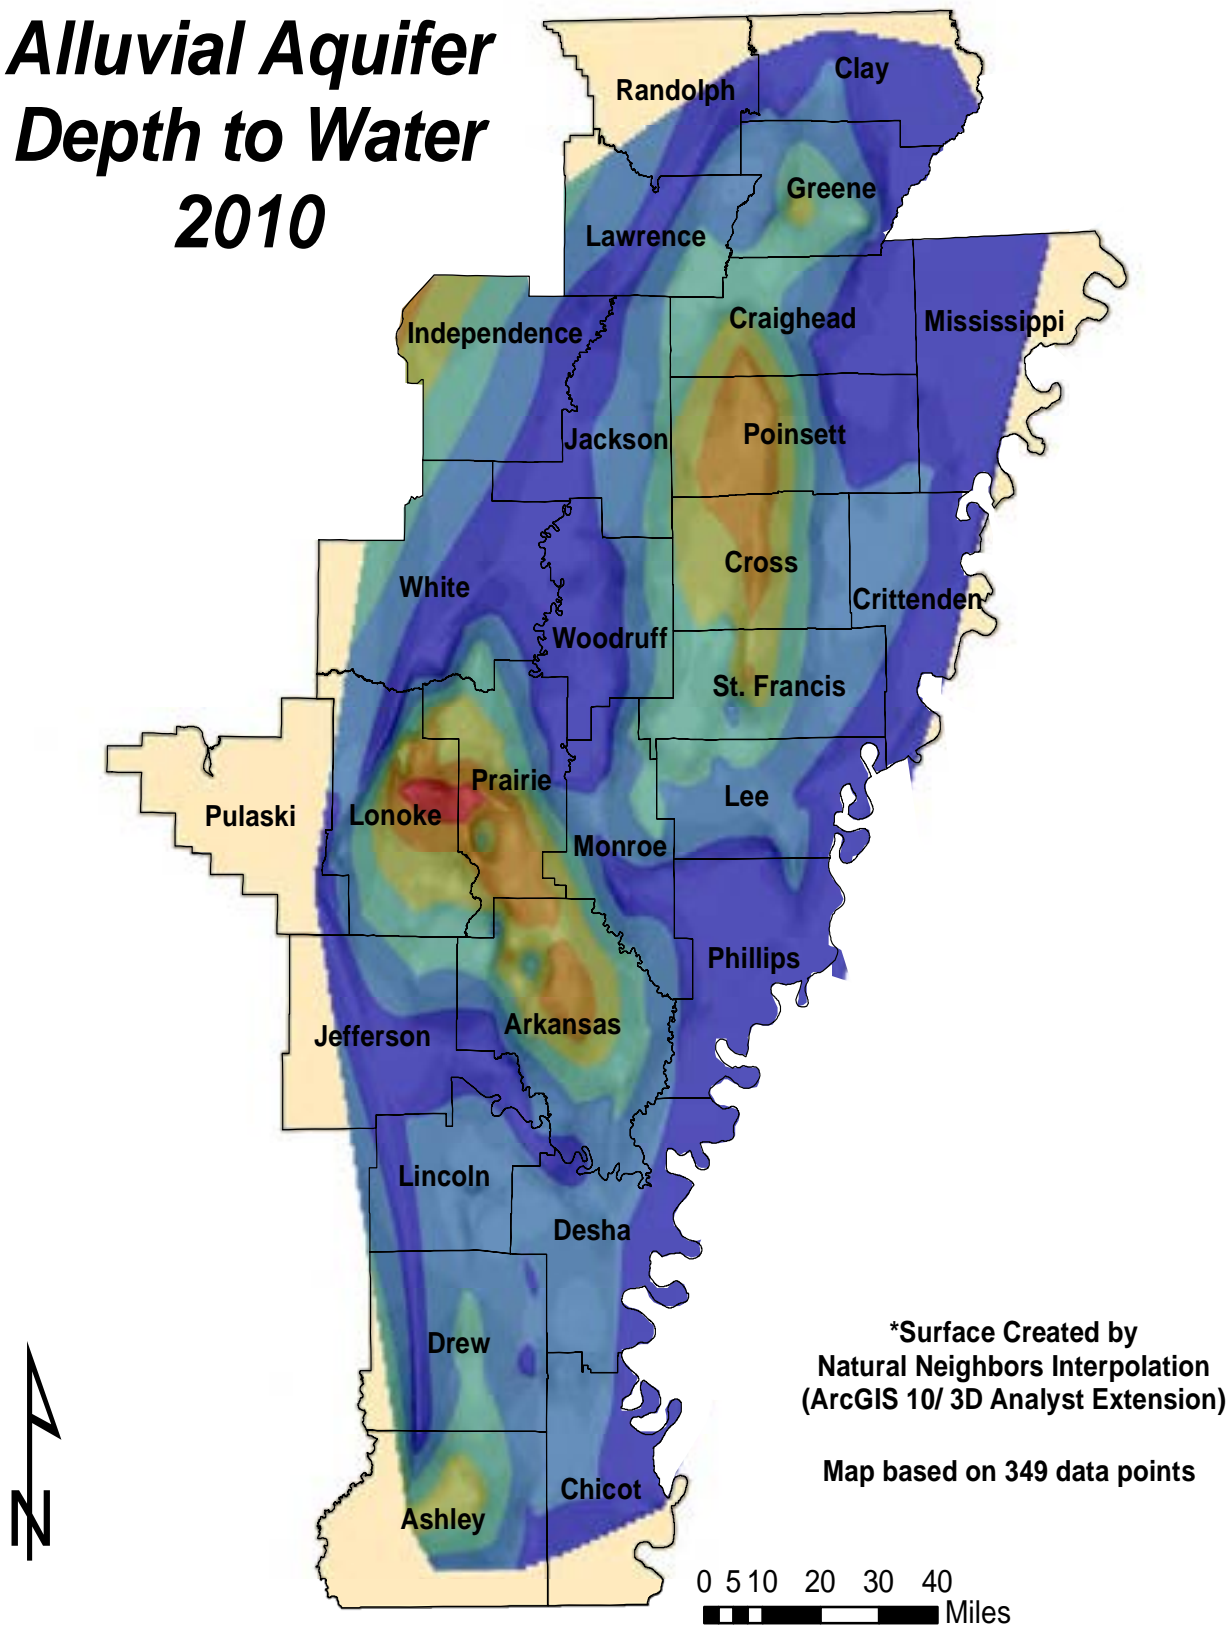 Alluvial Aquifer
Depth to Water
2010
Clay
Randolph
Greene
Lawrence
Craighead
Mississippi
Independence
Poinsett
Jackson
Cross
White
Crittenden
Woodruff
St. Francis
Prairie
Lee
Pulaski
Lonoke
Monroe
Phillips
Arkansas
Jefferson
Lincoln
Desha
Drew
*Surface Created by
Natural Neighbors Interpolation
(ArcGIS 10/ 3D Analyst Extension)
Map based on 349 data points
Chicot
Ashley
N
0 5 10 20 30 40
Miles